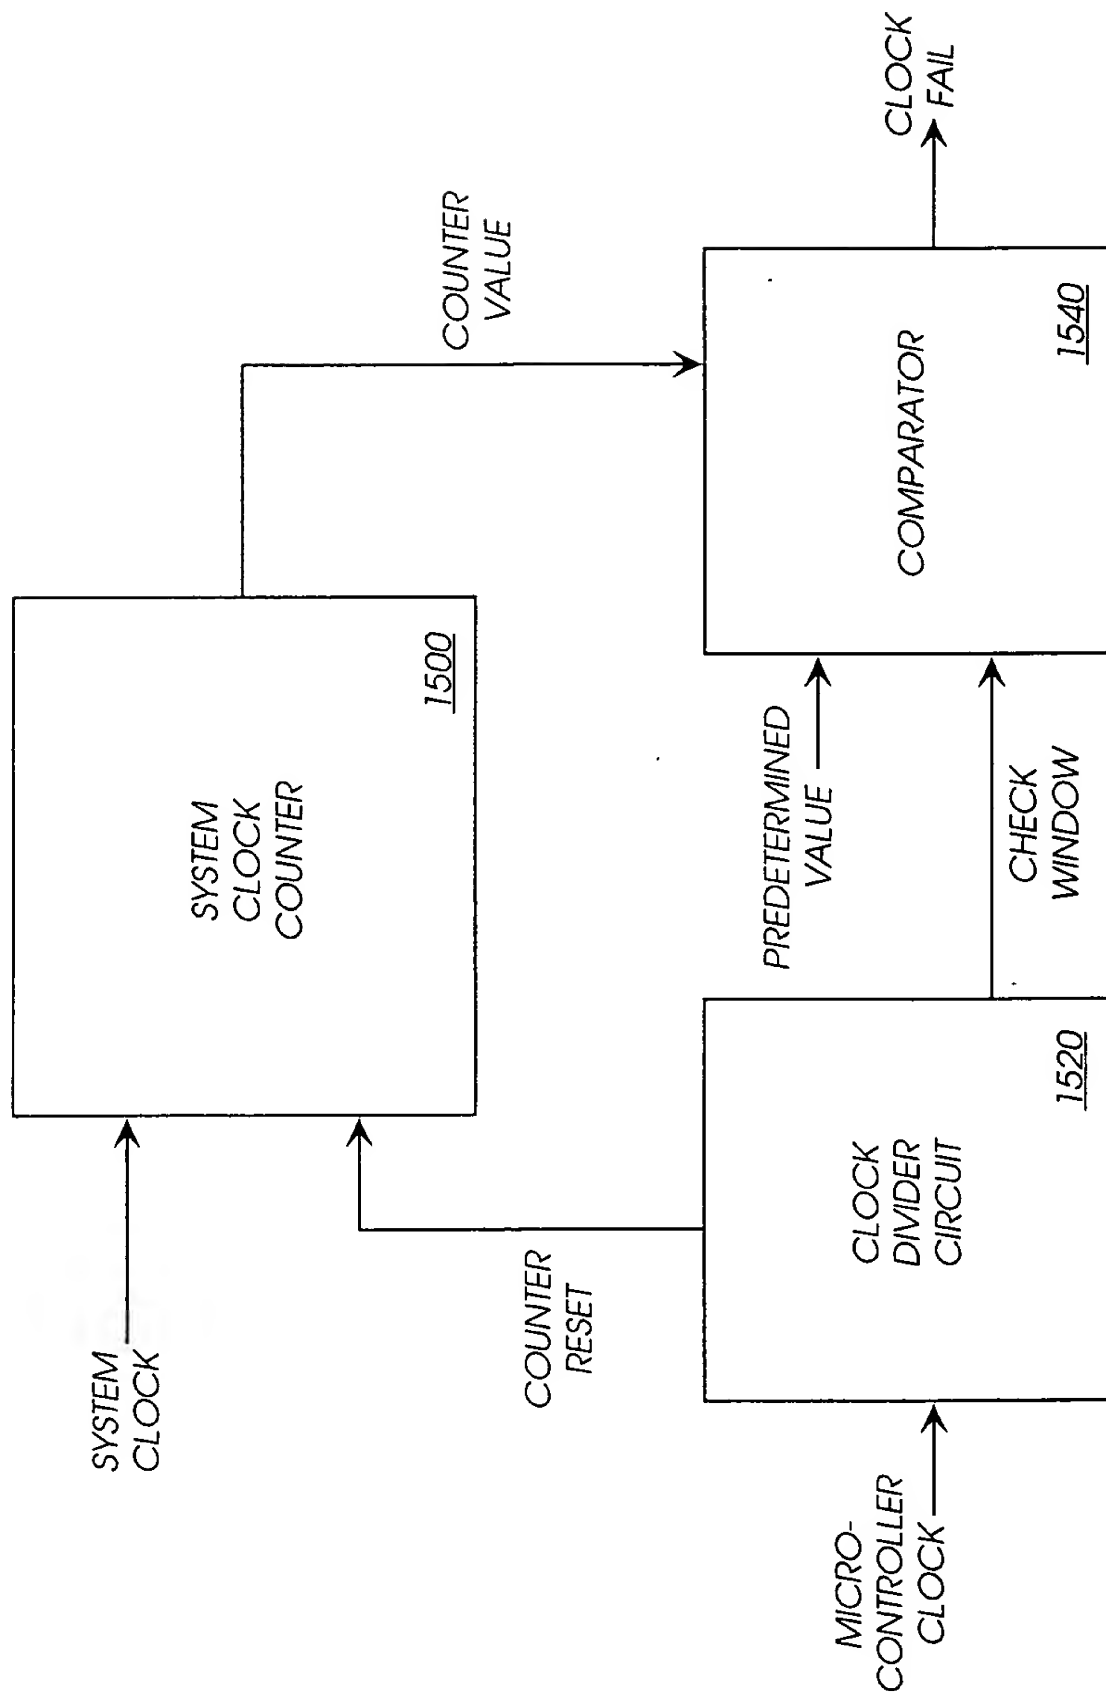 SYSTEM
CLOCK
SYSTEM
CLOCK
COUNTER
1500
COUNTER
VALUE
COUNTER
RESET
MICRO-
CONTROLLER
CLOCK
CLOCK
DIVIDER
CIRCUIT
1520
PREDETERMINED
VALUE
CHECK
WINDOW
COMPARATOR
1540
CLOCK
FAIL